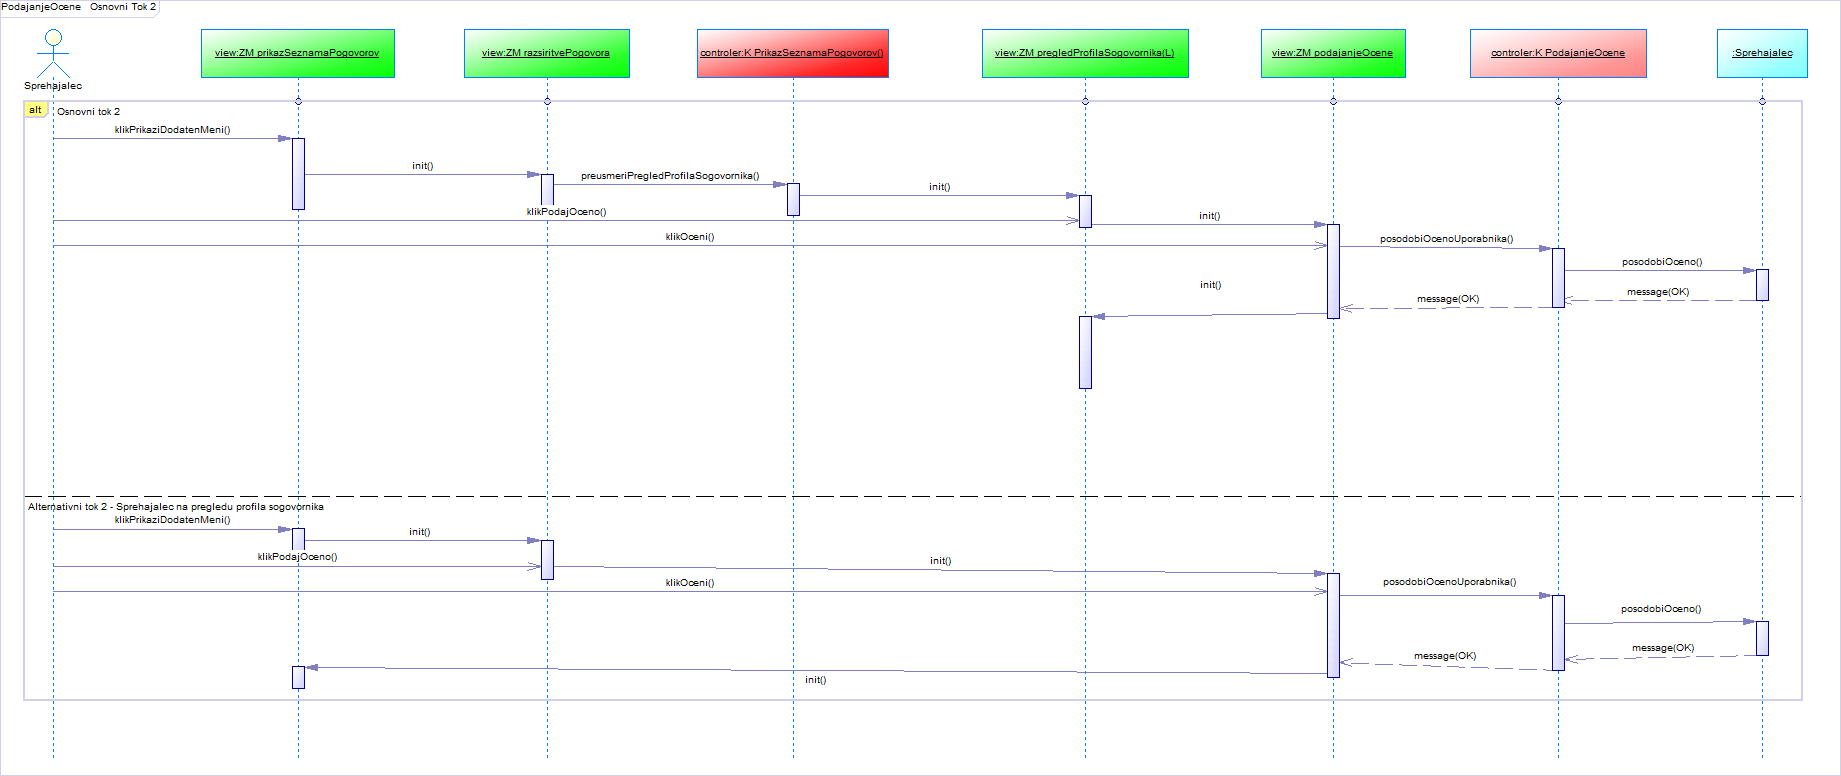 PodajanjeOcene Osnovni Tok 2
view:ZM prikazSeznamaPogovorov
view:ZM razsiritvePogovora
controler:K PrikazSeznamaPogovorov()
view:ZM pregledProfilaSogovornika(L)
view:ZM podajanjeOcene
controler:K PodajanjeOcene
:Sprehajalec
Sprehajalec
alt
Osnovni tok 2
klikPrikaziDodatenMeni()
init()
preusmeriPregledProfilaSogovornika()
init()
klikPodajOceno()
init()
klikOceni()
posodobiOcenoUporabnika()
posodobiOceno()
init()
message(OK)
message(OK)
Alternativni tok 2 - Sprehajalec na pregledu profila sogovornika
klikPrikaziDodatenMeni()
init()
klikPodajOceno()
init()
klikOceni()
posodobiOcenoUporabnika()
posodobiOceno()
message(OK)
message(OK)
init()